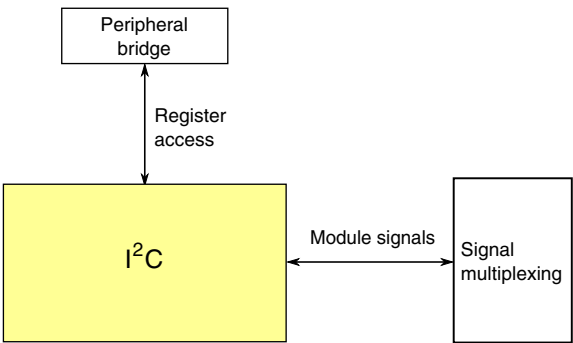 Peripheral
bridge
Register
access
I²C
Module signals
Signal
multiplexing